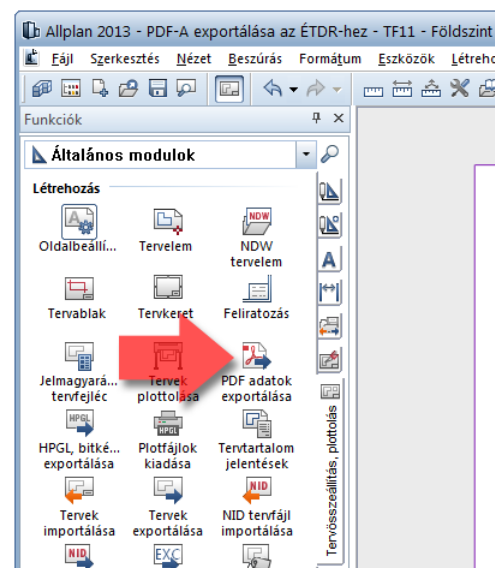 Allplan 2013 - PDF-A exportálása az ÉTDR-hez - TF11 - Földszint
Fájl Szerkesztés Nézet Beszúrás Formátum Eszközök Létreho
Funkciók
Általános modulok
Létrehozás
Oldalbeállí... Tervelem NDW
tervelem
NDW
Tervablak Tervkeret Feliratozás
Jelmagyará... Tervek PDF adatok
tervfejléc plottolása exportálása
HPGL HPGL
HPGL, bitké... Plotfájlok Tervtartalom
exportálása kiadása jelentések
NID
Tervek Tervek NID tervfájl
importálása exportálása importálása
NID EXC
Tervösszeállítás, plottolás